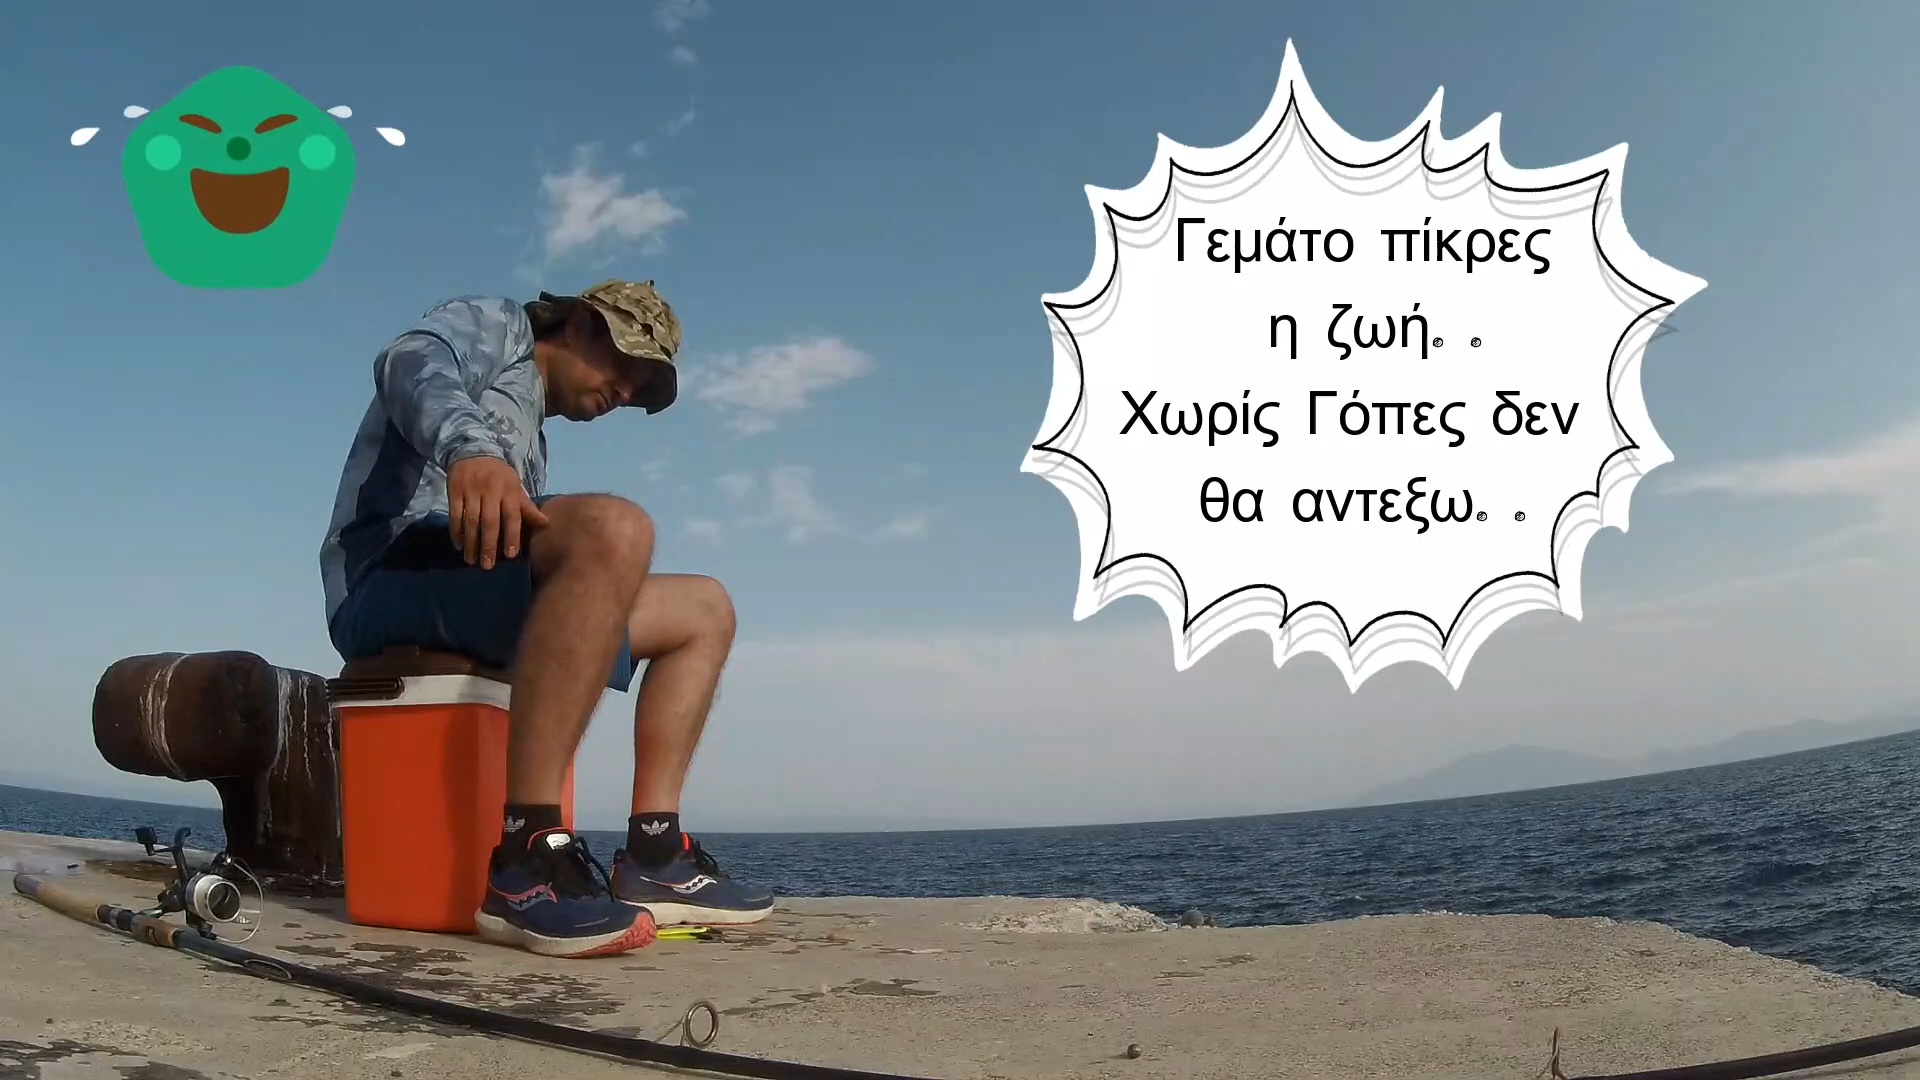 Γεμάτο πίκρες
η ζωή. .
Χωρίς Γόπες δεν
θα αντεξω. .